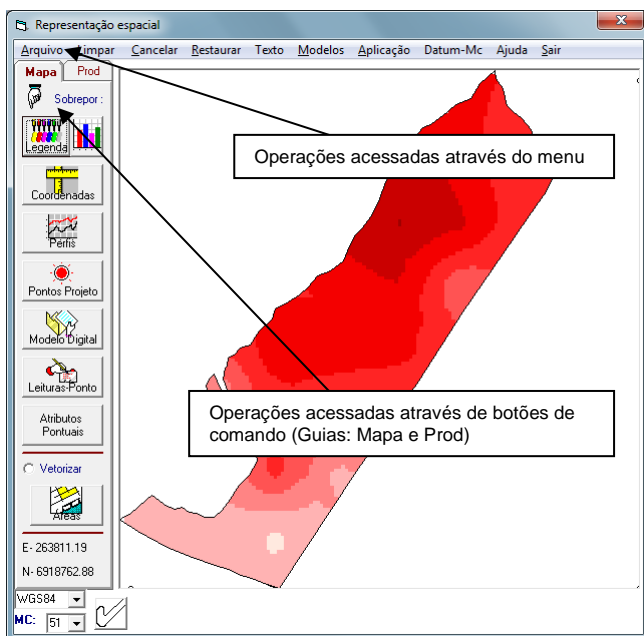 Representação espacial
Arquivo Limpar Cancelar Restaurar Texto Modelos Aplicação Datum-Mc Ajuda Sair
Mapa Prod
Sobrepor :
Legenda
Coordenadas
Perfis
Pontos Projeto
Modelo Digital
Leituras-Ponto
Atributos
Pontuais
Vetorizar
Áreas
E- 263811.19
N- 6918762.88
WGS84
MC: 51
Operações acessadas através do menu
Operações acessadas através de botões de
comando (Guias: Mapa e Prod)